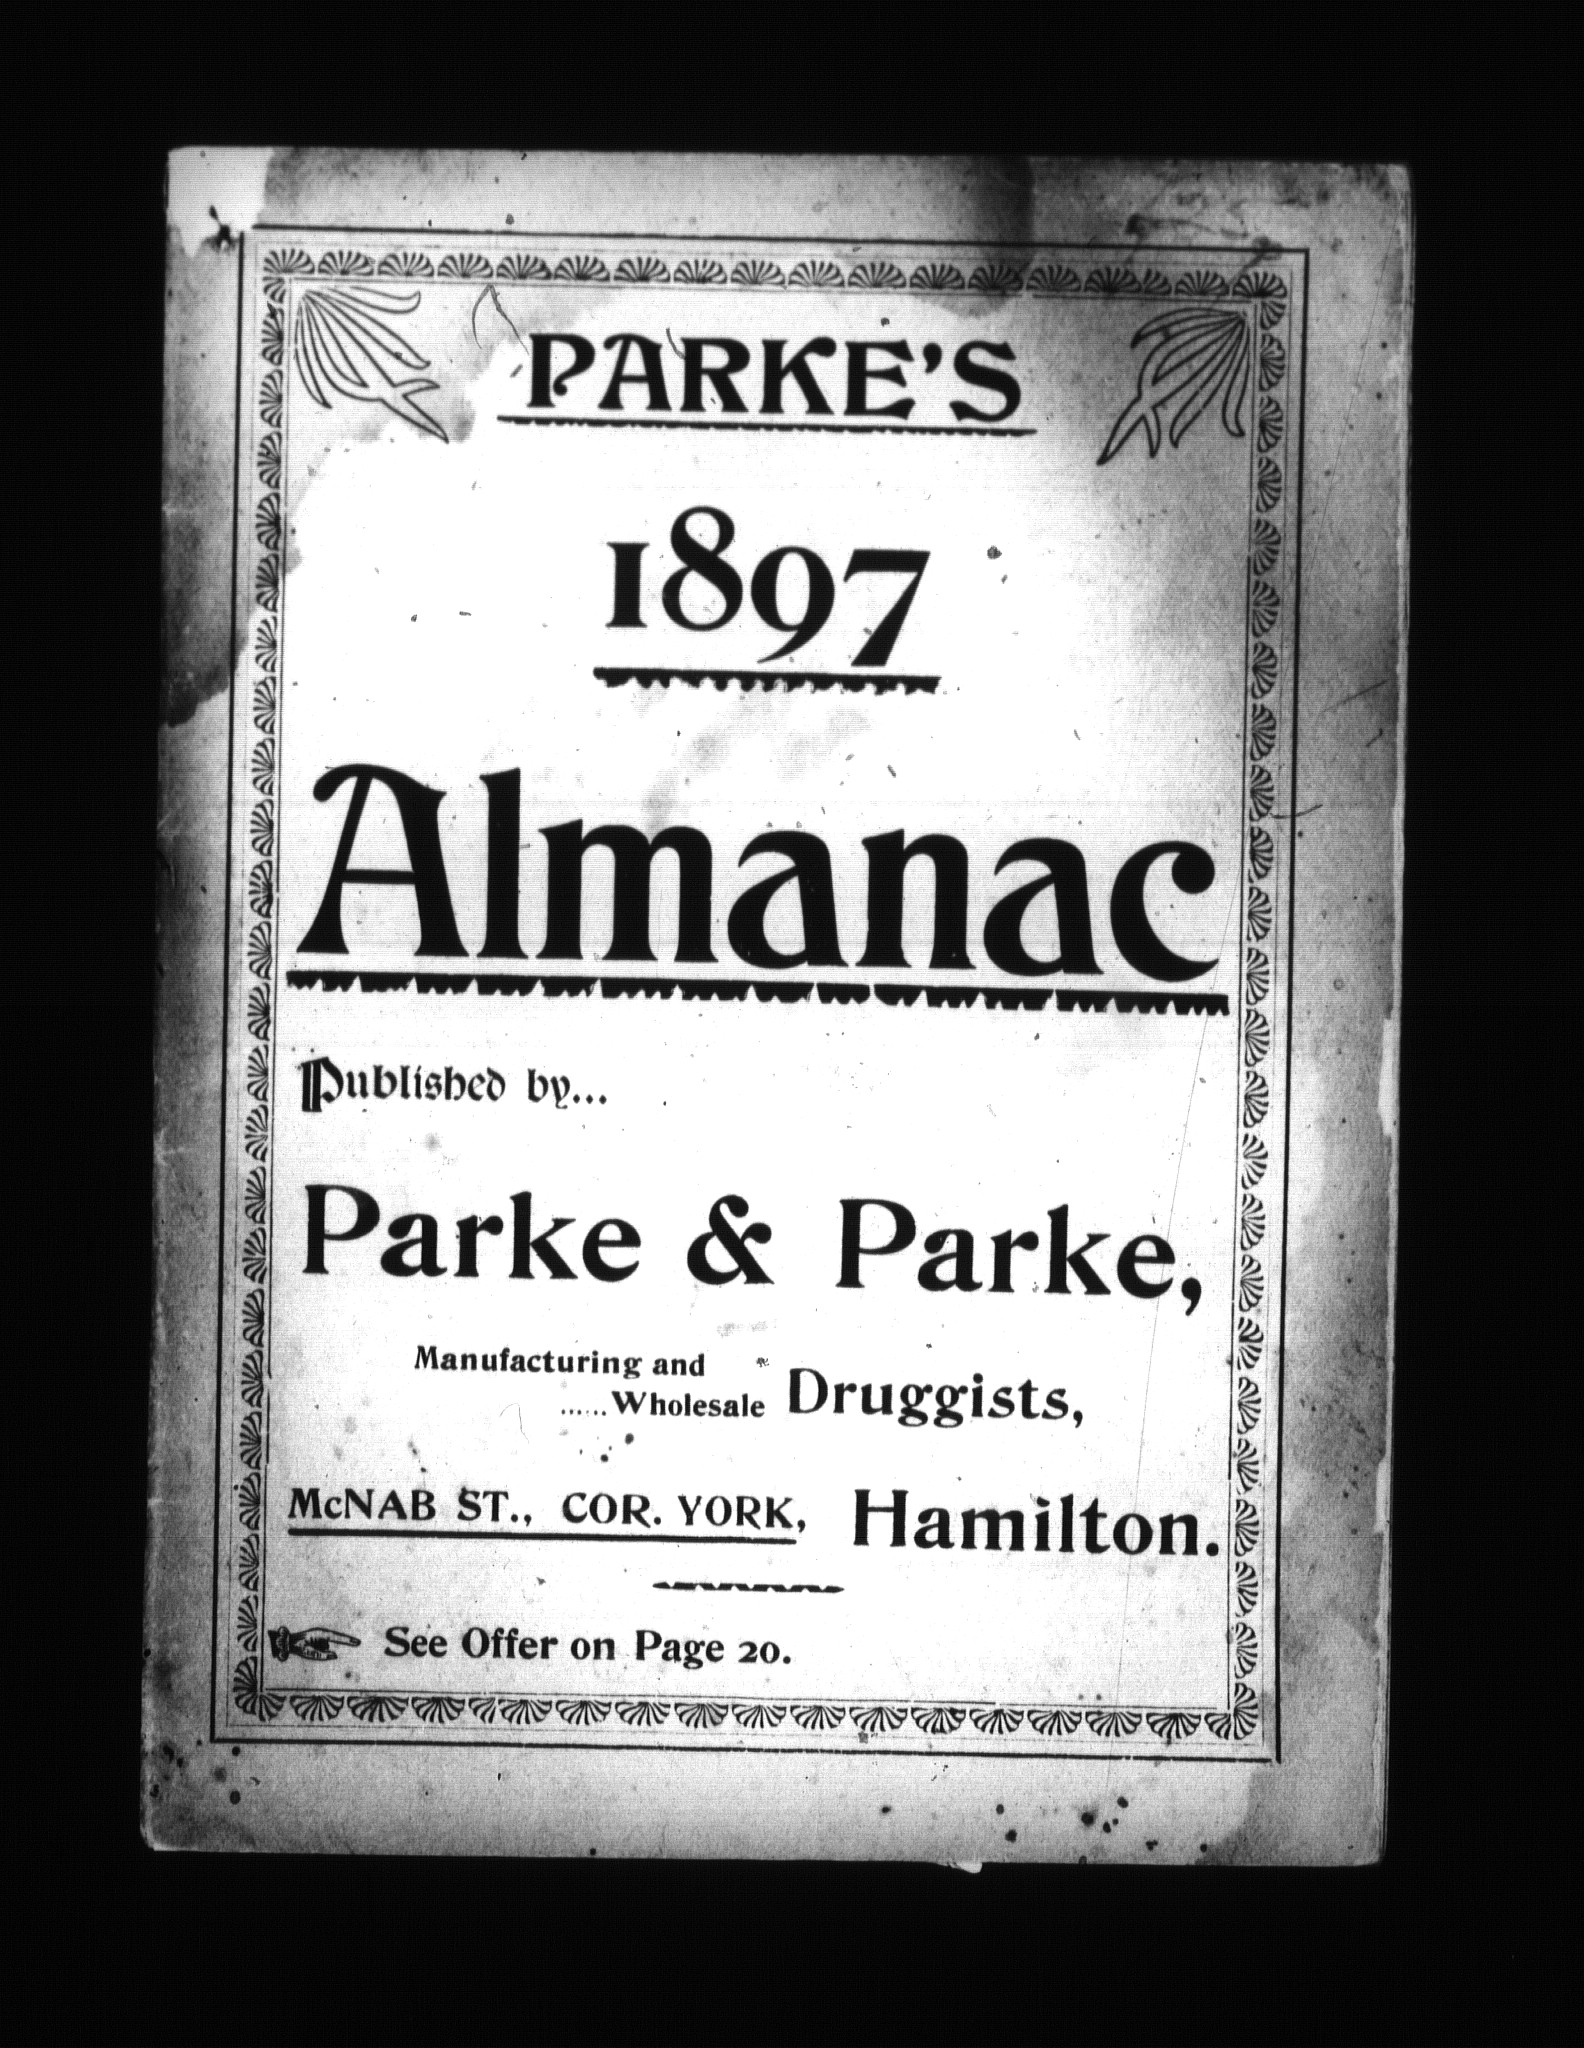 PARKE'S
1897
Almanac
Published by...
Parke & Parke,
Manufacturing and
......Wholesale Druggists,
McNAB ST., COR. YORK, Hamilton.
See Offer on Page 20.